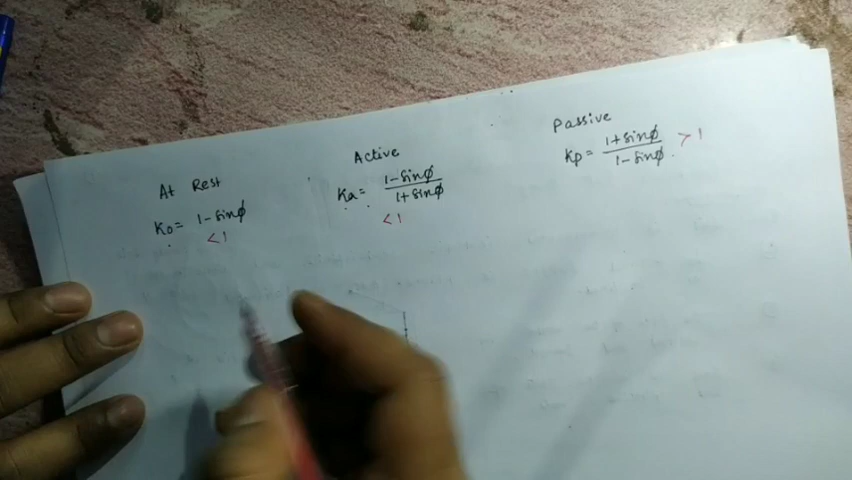 At Rest
K₀ = 1 - sinϕ
< 1
Active
Ka = (1 - sinϕ)/(1 + sinϕ)
< 1
Passive
Kp = (1 + sinϕ)/(1 - sinϕ) > 1